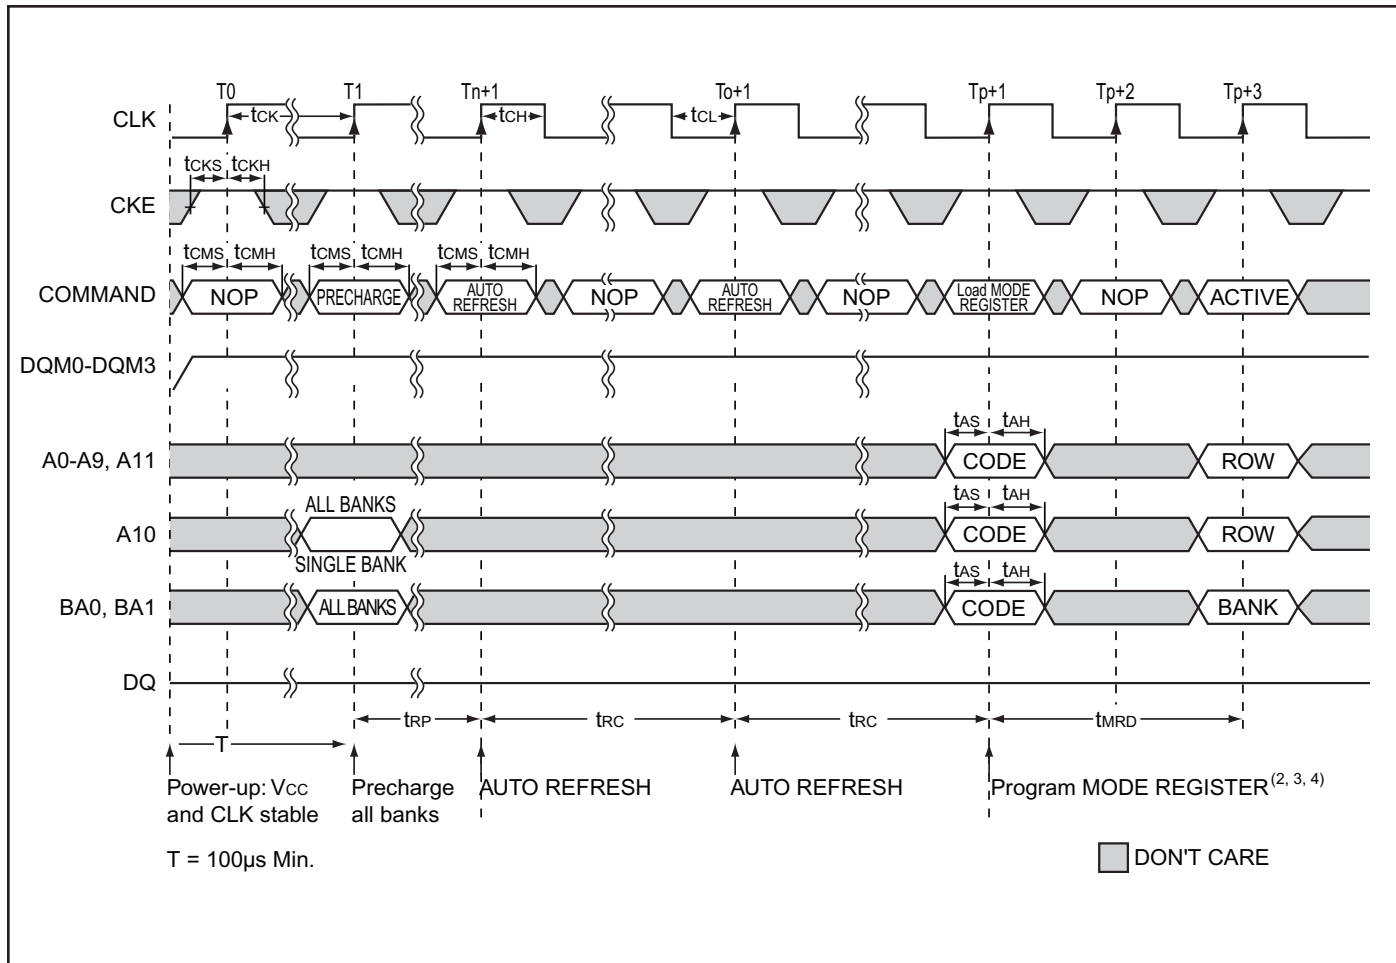 T0 T1 Tn+1 To+1 Tp+1 Tp+2 Tp+3
CLK tCK tCH tCL
tCKS tCKH
CKE
tCMS tCMH tCMS tCMH tCMS tCMH
COMMAND NOP PRECHARGE AUTO REFRESH NOP AUTO REFRESH NOP Load MODE REGISTER NOP ACTIVE
DQM0-DQM3
tAS tAH
A0-A9, A11 CODE ROW
ALL BANKS tAS tAH
A10 CODE ROW
SINGLE BANK tAS tAH
BA0, BA1 ALL BANKS CODE BANK
DQ
tRP tRC tRC tMRD
T
Power-up: VCC Precharge AUTO REFRESH AUTO REFRESH Program MODE REGISTER(2, 3, 4)
and CLK stable all banks
T = 100µs Min. DON'T CARE